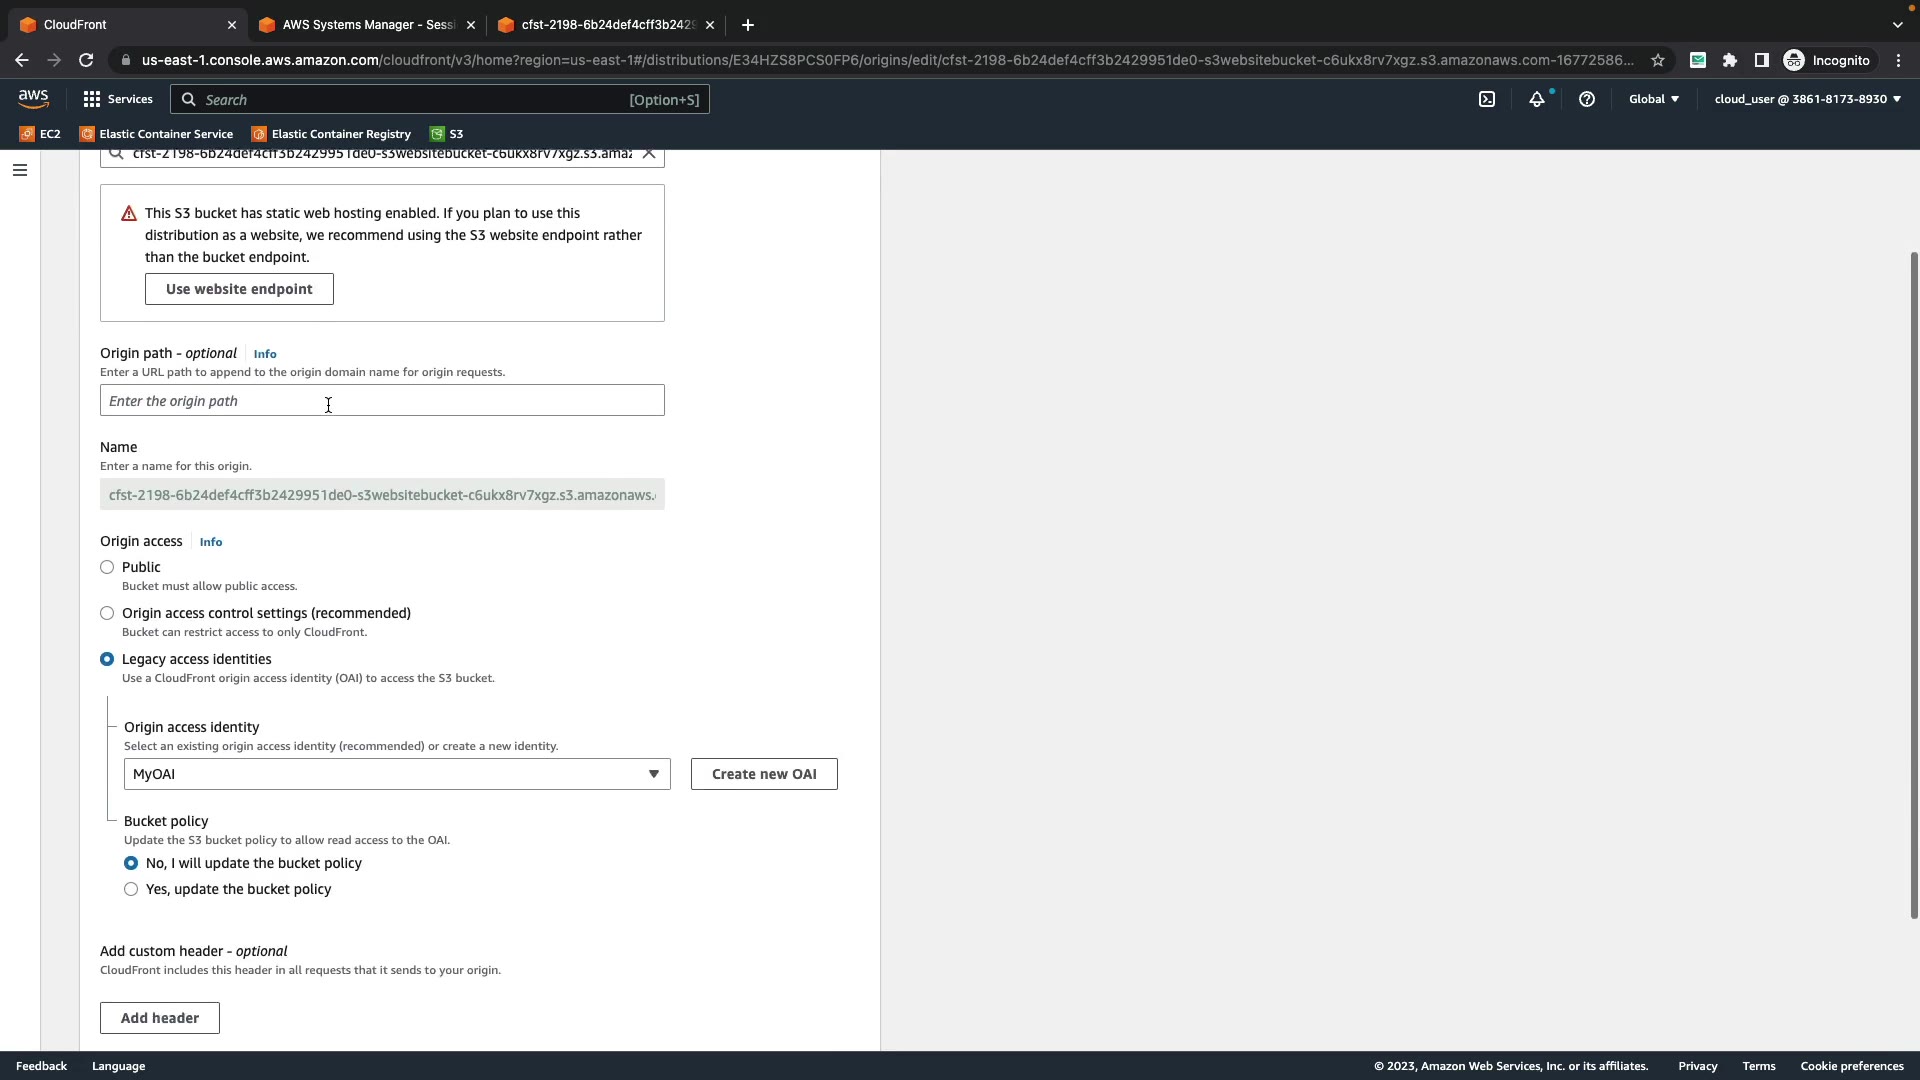 CloudFront
AWS Systems Manager - Sessi
cfst-2198-6b24def4cff3b2429
us-east-1.console.aws.amazon.com/cloudfront/v3/home?region=us-east-1#/distributions/E34HZS8PCS0FP6/origins/edit/cfst-2198-6b24def4cff3b2429951de0-s3websitebucket-c6ukx8rv7xgz.s3.amazonaws.com-16772586...
Incognito
aws
Services
Search
[Option+S]
Global
cloud_user @ 3861-8173-8930
EC2
Elastic Container Service
Elastic Container Registry
S3
cfst-2198-6b24def4cff3b2429951de0-s3websitebucket-c6ukx8rv7xgz.s3.amaz
This S3 bucket has static web hosting enabled. If you plan to use this
distribution as a website, we recommend using the S3 website endpoint rather
than the bucket endpoint.
Use website endpoint
Origin path - optional Info
Enter a URL path to append to the origin domain name for origin requests.
Enter the origin path
Name
Enter a name for this origin.
cfst-2198-6b24def4cff3b2429951de0-s3websitebucket-c6ukx8rv7xgz.s3.amazonaws.
Origin access Info
Public
Bucket must allow public access.
Origin access control settings (recommended)
Bucket can restrict access to only CloudFront.
Legacy access identities
Use a CloudFront origin access identity (OAI) to access the S3 bucket.
Origin access identity
Select an existing origin access identity (recommended) or create a new identity.
MyOAI
Create new OAI
Bucket policy
Update the S3 bucket policy to allow read access to the OAI.
No, I will update the bucket policy
Yes, update the bucket policy
Add custom header - optional
CloudFront includes this header in all requests that it sends to your origin.
Add header
Feedback
Language
© 2023, Amazon Web Services, Inc. or its affiliates.
Privacy
Terms
Cookie preferences